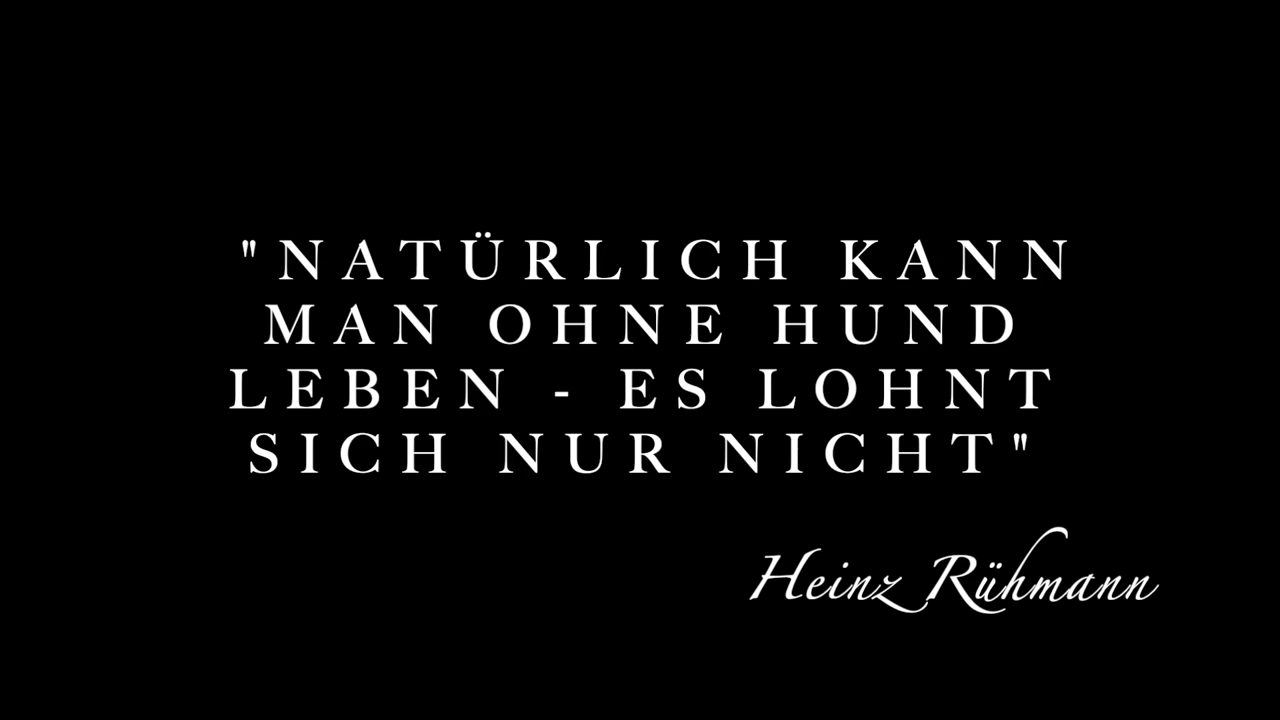 "NATÜRLICH KANN
MAN OHNE HUND
LEBEN - ES LOHNT
SICH NUR NICHT"
Heinz Rühmann